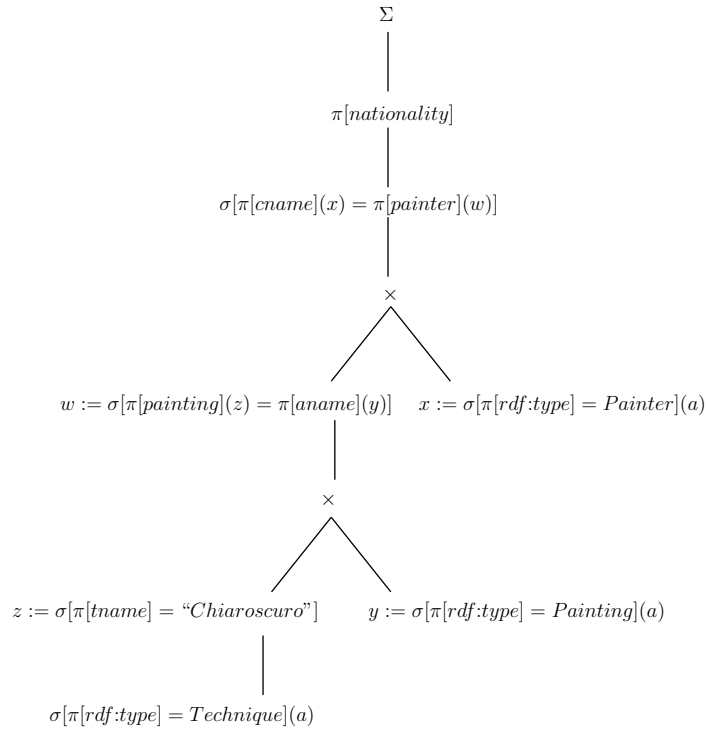 Σ
π[nationality]
σ[π[cname](x) = π[painter](w)]
×
w := σ[π[painting](z) = π[aname](y)]
x := σ[π[rdf:type] = Painter](a)
×
z := σ[π[tname] = “Chiaroscuro”]
y := σ[π[rdf:type] = Painting](a)
σ[π[rdf:type] = Technique](a)